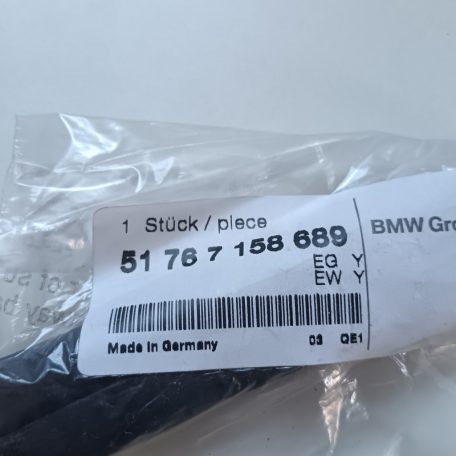 1 Stück / piece
51 76 7 158 689
BMW Gro
EG Y
EW Y
Made in Germany 03 QE1